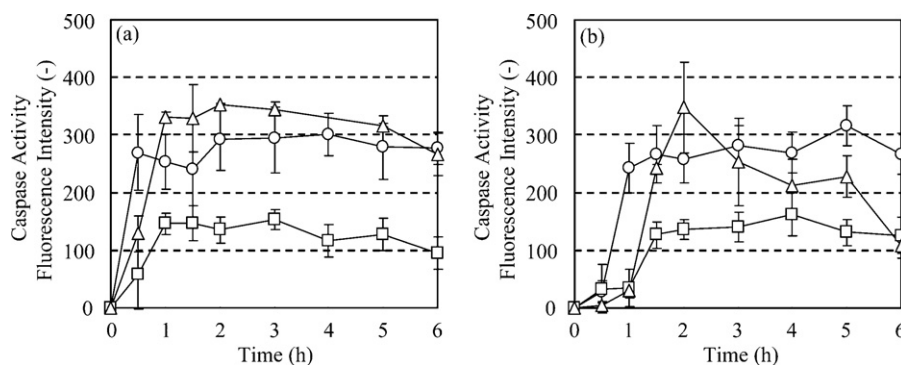 (a)
500
400
300
200
100
0
Caspase Activity
Fluorescence Intensity (-)
0 1 2 3 4 5 6
Time (h)
(b)
500
400
300
200
100
0
Caspase Activity
Fluorescence Intensity (-)
0 1 2 3 4 5 6
Time (h)